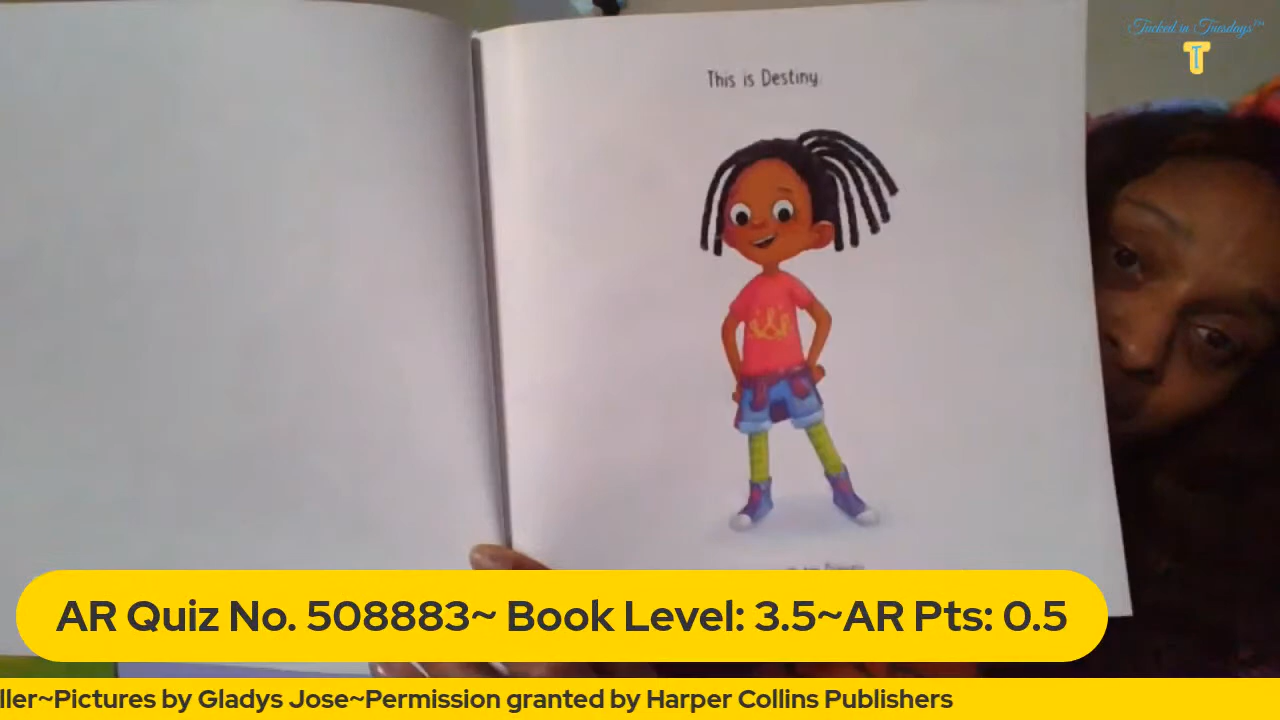 Tucked in Tuesdays™
T
This is Destiny.
AR Quiz No. 508883~ Book Level: 3.5~AR Pts: 0.5
ller~Pictures by Gladys Jose~Permission granted by Harper Collins Publishers